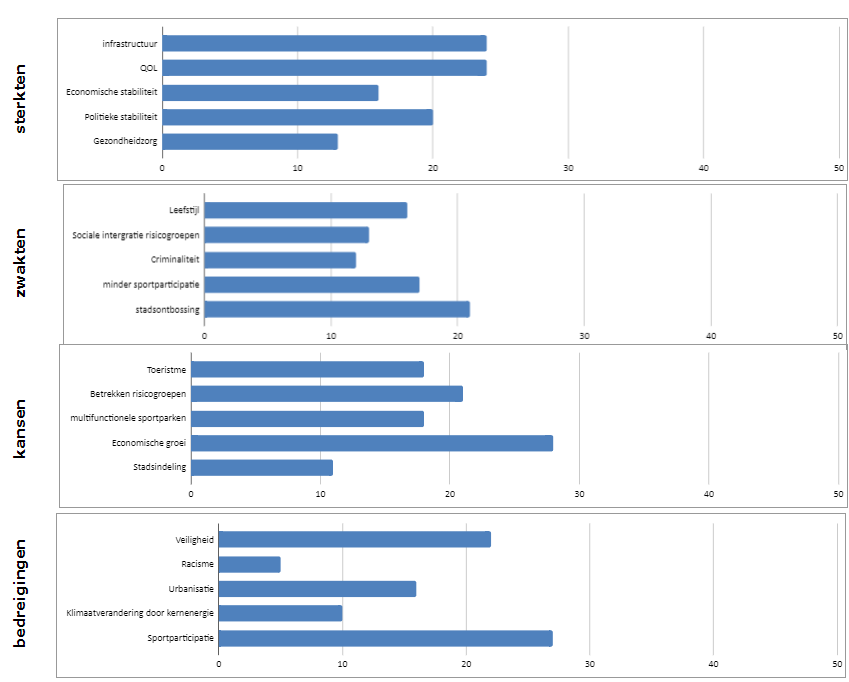 sterkten
infrastructuur
QOL
Economische stabiliteit
Politieke stabiliteit
Gezondheidzorg
0 10 20 30 40 50
zwakten
Leefstijl
Sociale intergratie risicogroepen
Criminaliteit
minder sportparticipatie
stadsontbossing
0 10 20 30 40 50
kansen
Toeristme
Betrekken risicogroepen
multifunctionele sportparken
Economische groei
Stadsindeling
0 10 20 30 40 50
bedreigingen
Veiligheid
Racisme
Urbanisatie
Klimaatverandering door kernenergie
Sportparticipatie
0 10 20 30 40 50